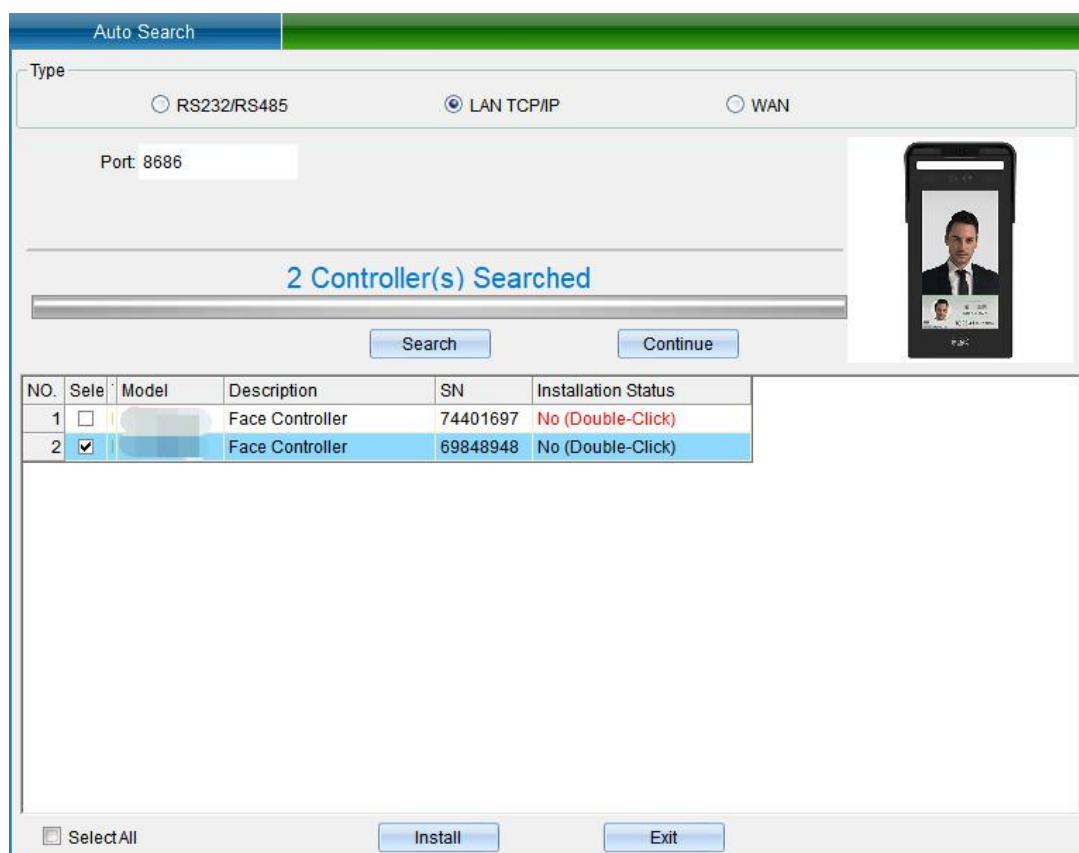 Auto Search
Type
RS232/RS485 LAN TCP/IP WAN
Port: 8686
2 Controller(s) Searched
Search Continue
NO. Sele Model Description SN Installation Status
1 Face Controller 74401697 No (Double-Click)
2 Face Controller 69848948 No (Double-Click)
Select All Install Exit